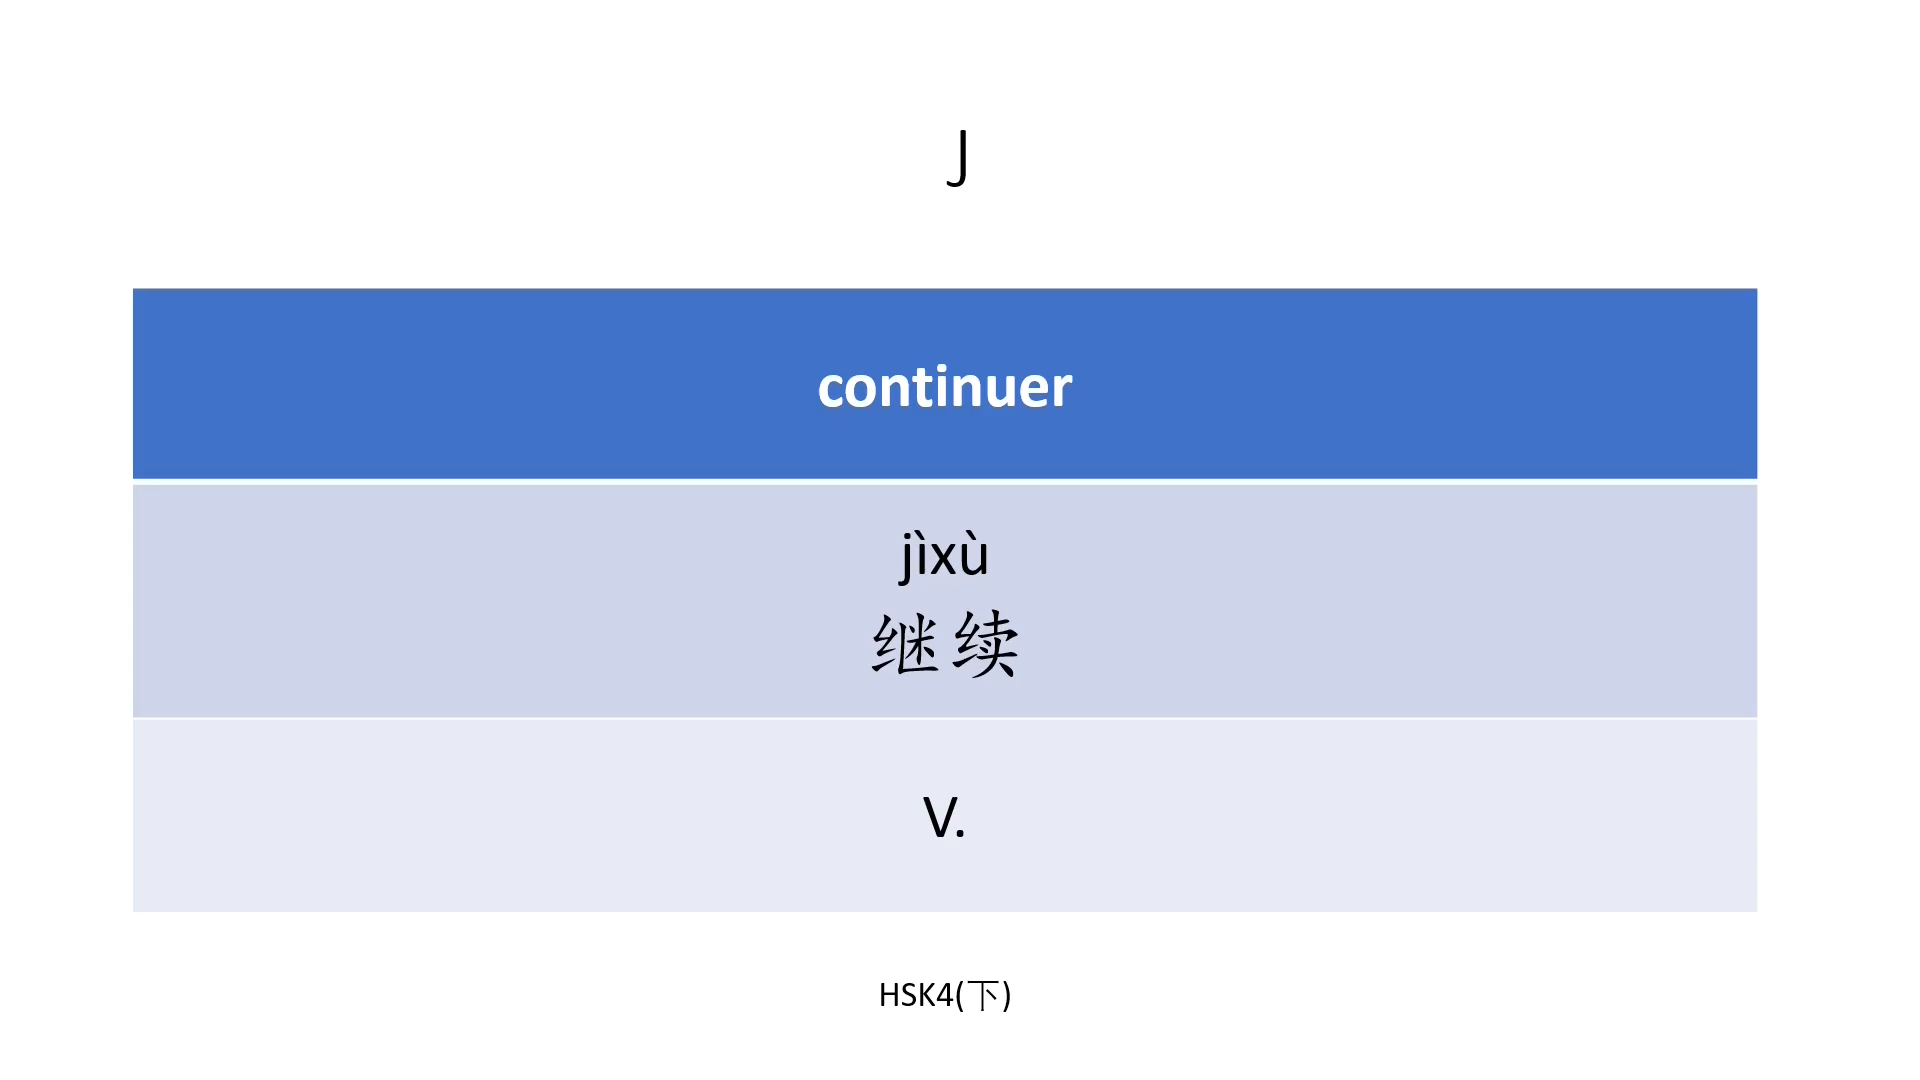 J
continuer
jìxù
继续
V.
HSK4(下)